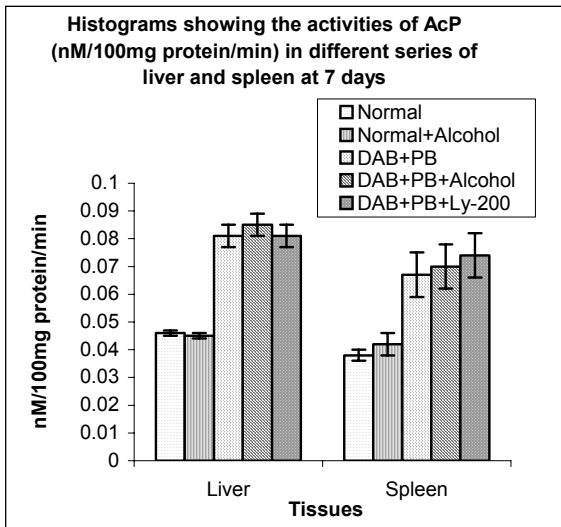 Histograms showing the activities of AcP
(nM/100mg protein/min) in different series of
liver and spleen at 7 days
Normal
Normal+Alcohol
DAB+PB
DAB+PB+Alcohol
DAB+PB+Ly-200
nM/100mg protein/min
0.1
0.09
0.08
0.07
0.06
0.05
0.04
0.03
0.02
0.01
0
Liver
Spleen
Tissues